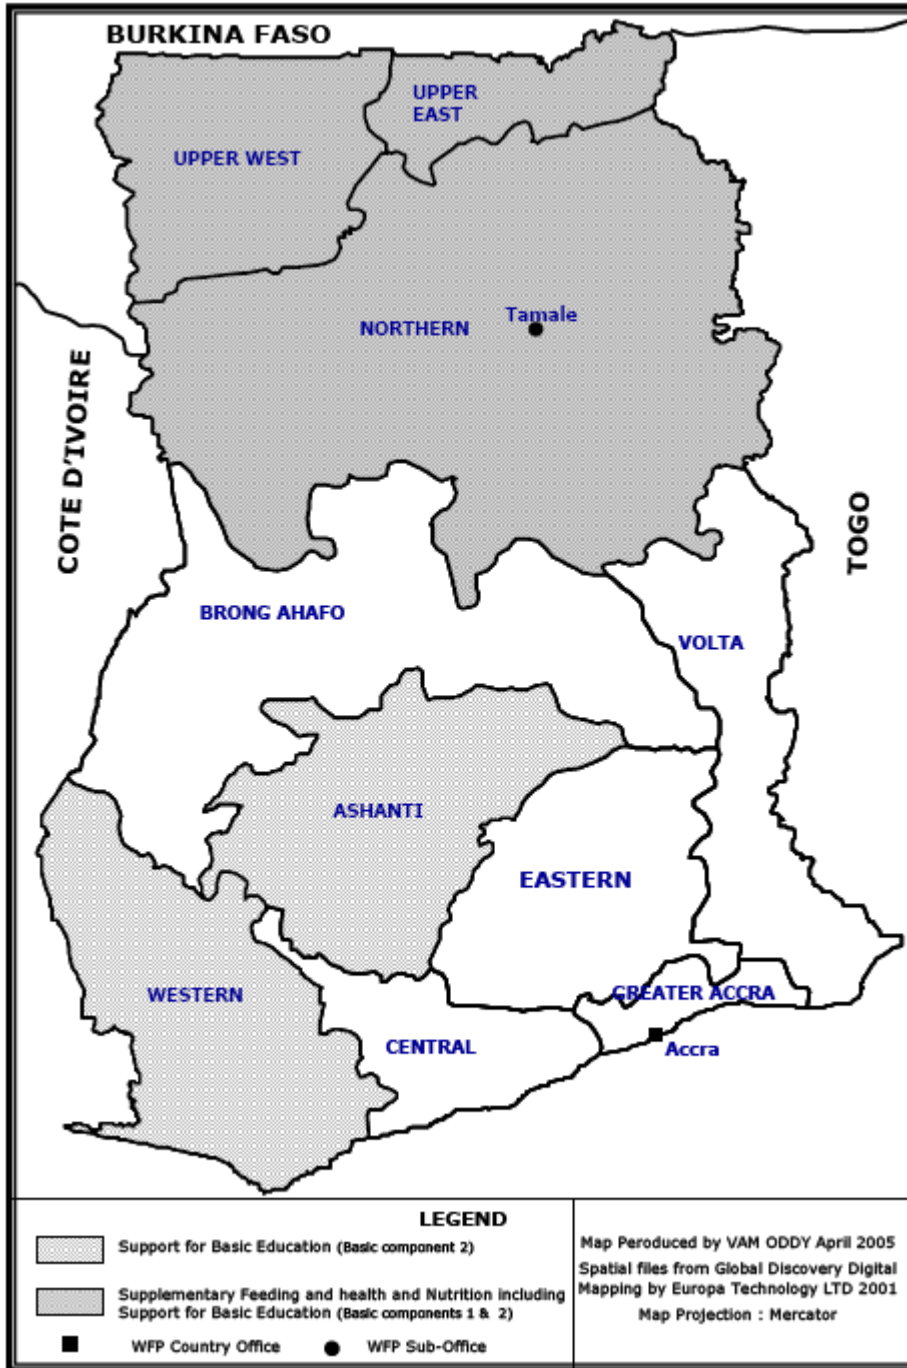 BURKINA FASO
UPPER
EAST
UPPER WEST
Tamale
NORTHERN
COTE D'IVOIRE
TOGO
BRONG AHAFO
VOLTA
ASHANTI
EASTERN
WESTERN
GREATER ACCRA
CENTRAL
Accra
LEGEND
Support for Basic Education (Basic component 2)
Supplementary Feeding and health and Nutrition including
Support for Basic Education (Basic components 1 & 2)
WFP Country Office
WFP Sub-Office
Map Peroduced by VAM ODDY April 2005
Spatial files from Global Discovery Digital
Mapping by Europa Technology LTD 2001
Map Projection : Mercator